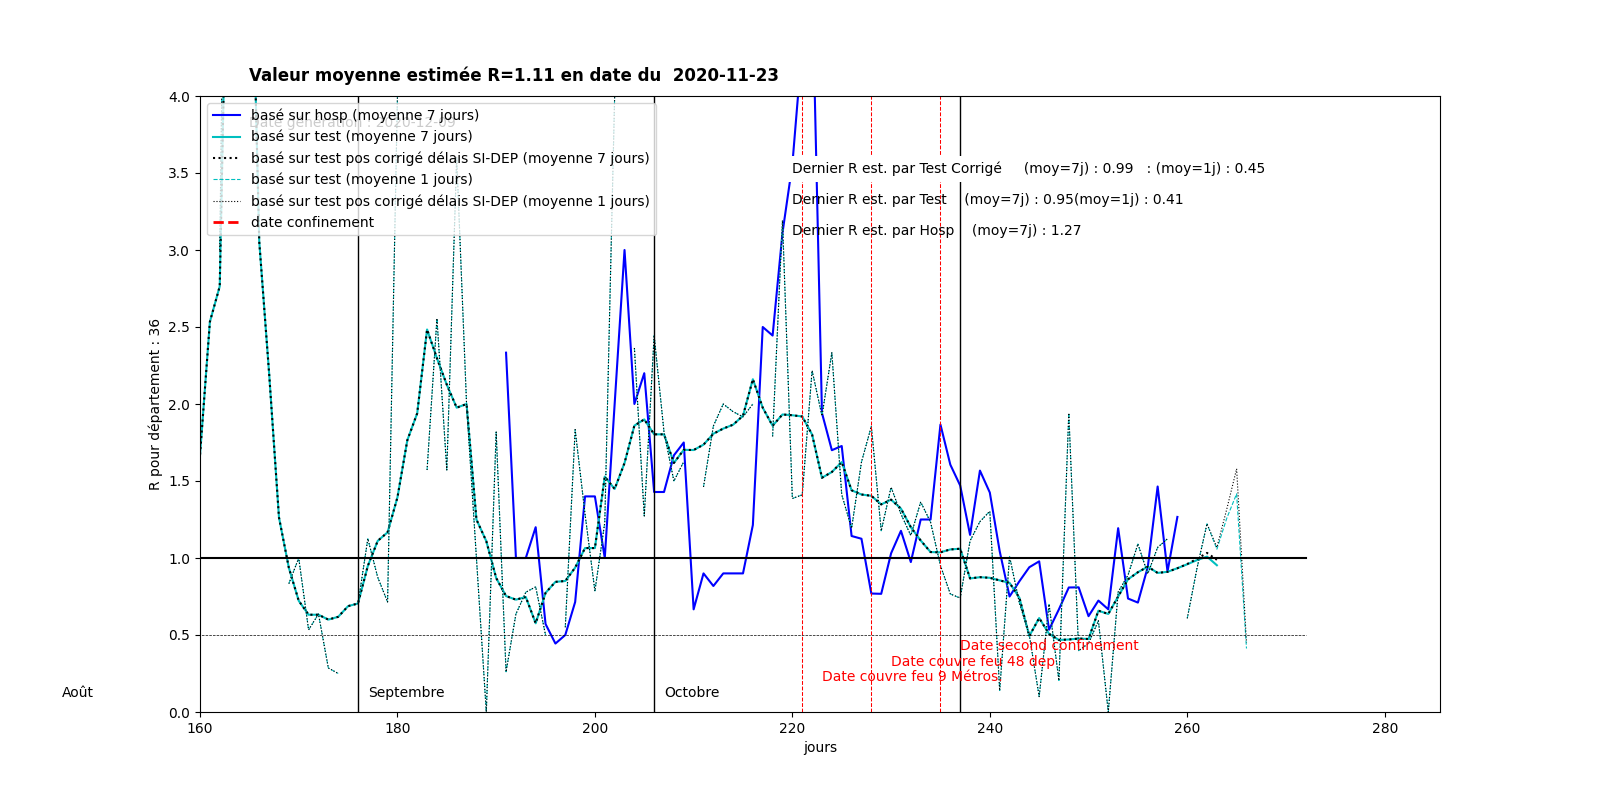 Valeur moyenne estimée R=1.11 en date du  2020-11-23
Date génération : 2020-12-09
basé sur hosp (moyenne 7 jours)
basé sur test (moyenne 7 jours)
basé sur test pos corrigé délais SI-DEP (moyenne 7 jours)
basé sur test (moyenne 1 jours)
basé sur test pos corrigé délais SI-DEP (moyenne 1 jours)
date confinement
Dernier R est. par Test Corrigé     (moy=7j) : 0.99   : (moy=1j) : 0.45
Dernier R est. par Test    (moy=7j) : 0.95(moy=1j) : 0.41
Dernier R est. par Hosp    (moy=7j) : 1.27
R pour département : 36
4.0
3.5
3.0
2.5
2.0
1.5
1.0
0.5
0.0
Date second confinement
Date couvre feu 48 dep
Date couvre feu 9 Métros
Août
Septembre
Octobre
160 180 200 220 240 260 280
jours